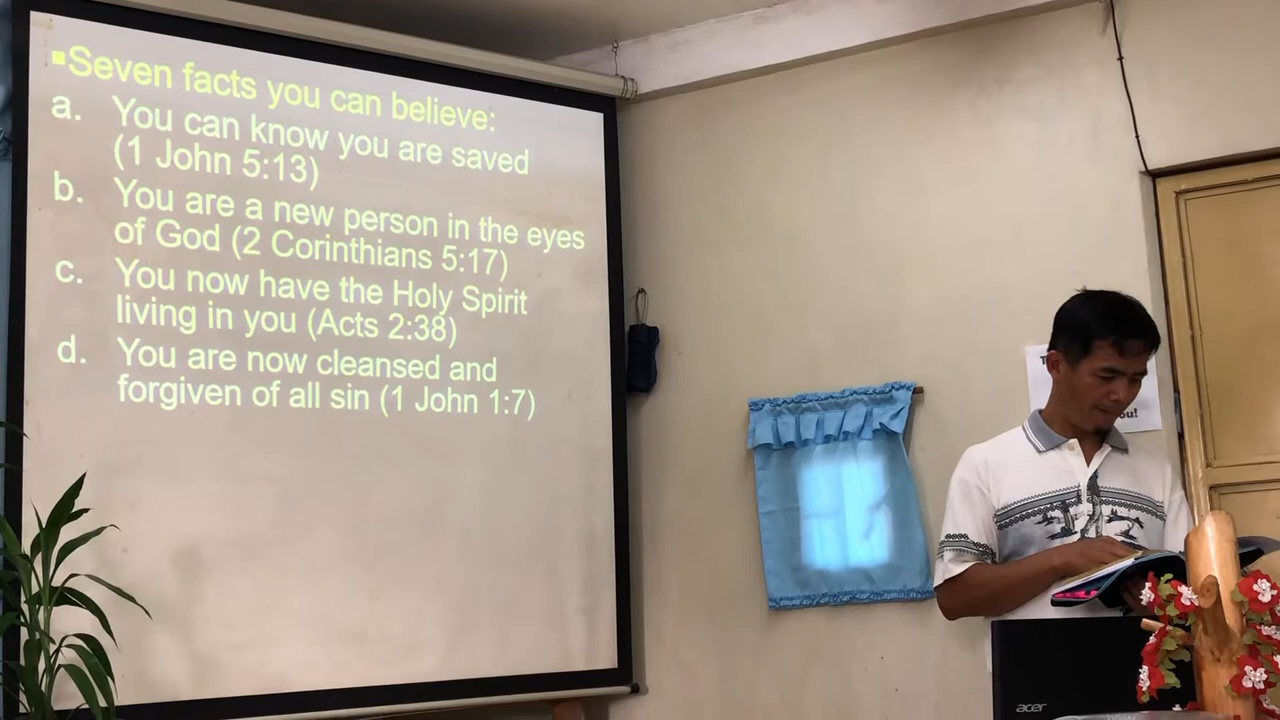 ▪Seven facts you can believe:
a. You can know you are saved
(1 John 5:13)
b. You are a new person in the eyes
of God (2 Corinthians 5:17)
c. You now have the Holy Spirit
living in you (Acts 2:38)
d. You are now cleansed and
forgiven of all sin (1 John 1:7)
ou!
acer